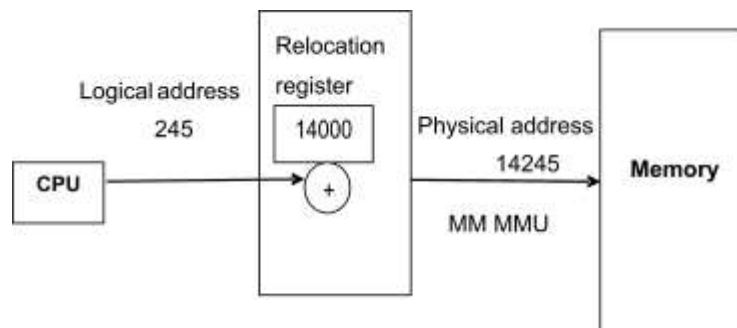 Relocation
register
Logical address
245
14000
Physical address
14245
CPU
+
Memory
MM MMU